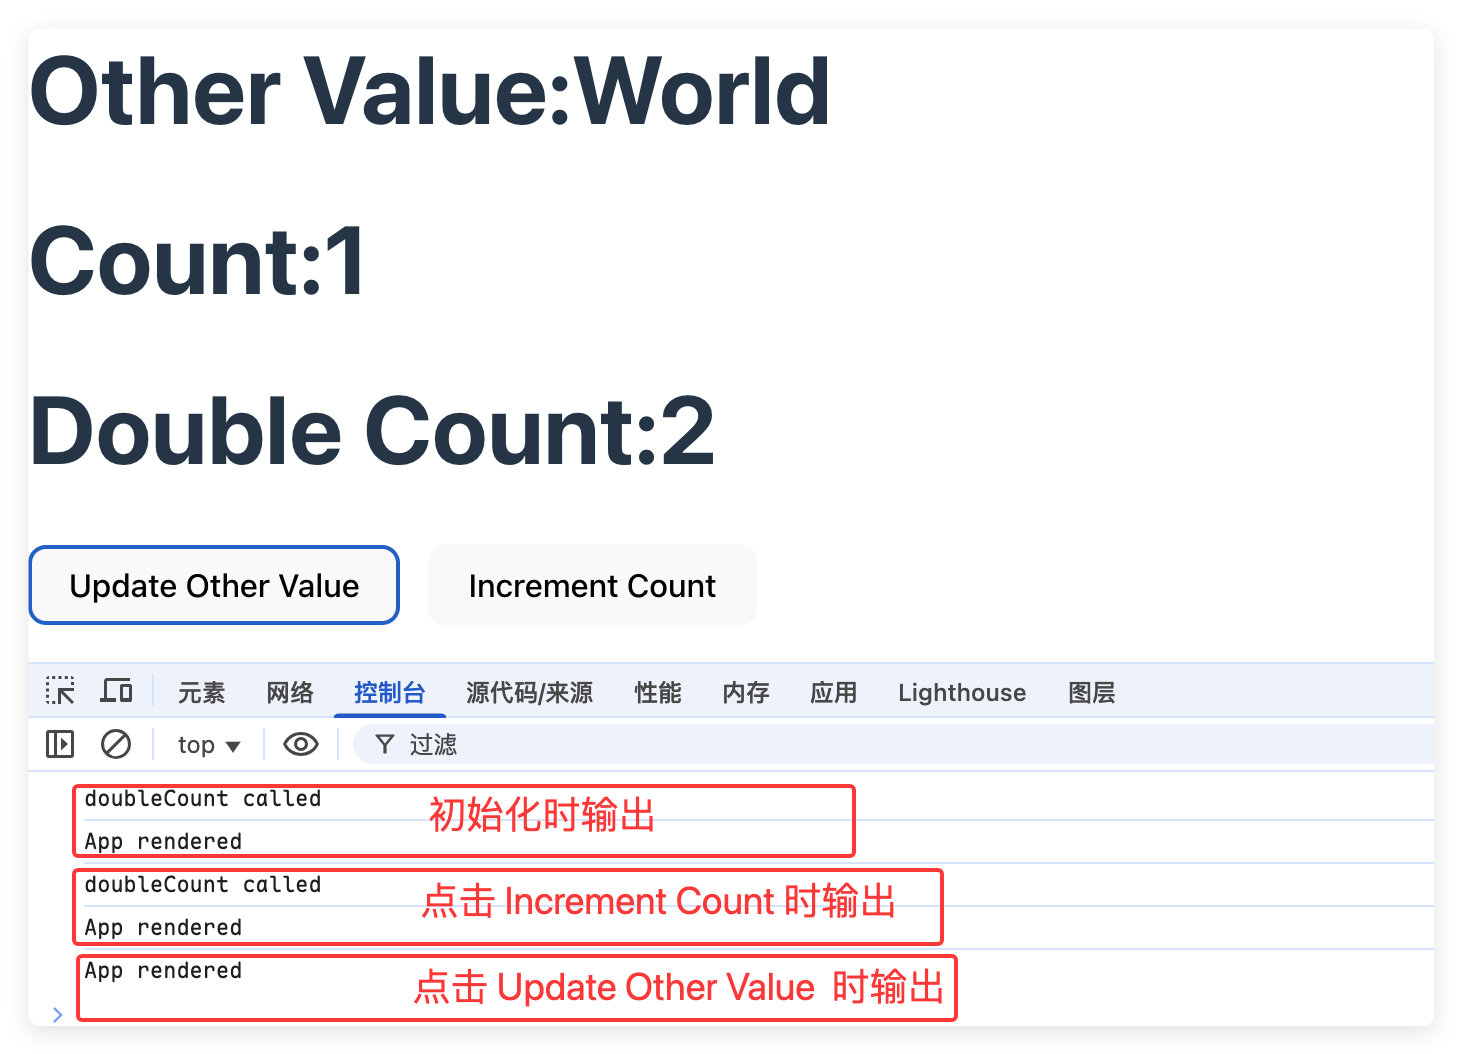 Other Value:World
Count:1
Double Count:2
Update Other Value Increment Count
元素 网络 控制台 源代码/来源 性能 内存 应用 Lighthouse 图层
top 过滤
doubleCount called 初始化时输出
App rendered
doubleCount called 点击 Increment Count 时输出
App rendered
App rendered 点击 Update Other Value 时输出